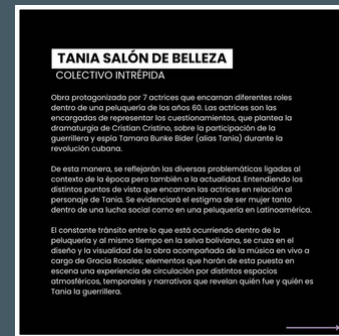 TANIA SALÓN DE BELLEZA
COLECTIVO INTRÉPIDA
Obra protagonizada por 7 actrices que encarnan diferentes roles
dentro de una peluquería de los años 60. Las actrices son las
encargadas de representar los cuestionamientos, que plantea la
dramaturgia de Cristian Cristino, sobre la participación de la
guerrillera y espía Tamara Bunke Bider (alias Tania) durante la
revolución cubana.
De esta manera, se reflejarán las diversas problemáticas ligadas al
contexto de la época pero también a la actualidad. Entendiendo los
distintos puntos de vista que encarnan las actrices en relación al
personaje de Tania. Se evidenciará el estigma de ser mujer tanto
dentro de una lucha social como en una peluquería en Latinoamérica.
El constante tránsito entre lo que está ocurriendo dentro de la
peluquería y al mismo tiempo en la selva boliviana, se cruza en el
diseño y la visualidad de la obra acompañada de la música en vivo a
cargo de Gracia Rosales; elementos que harán de esta puesta en
escena una experiencia de circulación por distintos espacios
atmosféricos, temporales y narrativos que revelan quién fue y quién es
Tania la guerrillera.